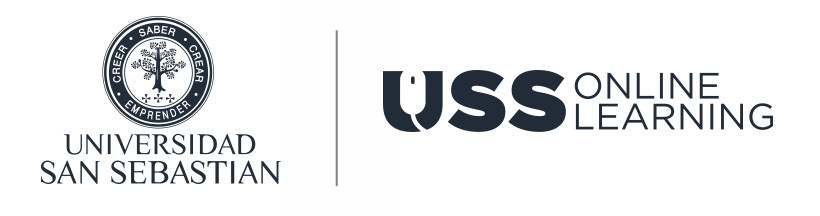 CREER • SABER • CREAR
• EMPRENDER •
UNIVERSIDAD
SAN SEBASTIAN
USS ONLINE
LEARNING